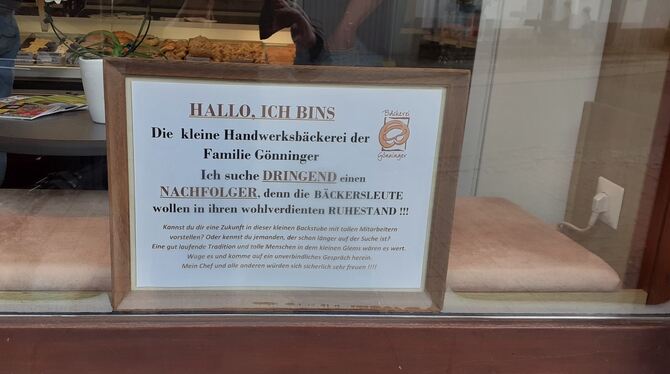 HALLO, ICH BINS
Die kleine Handwerksbäckerei der
Familie Gönninger
Bäckerei
Gönninger
Ich suche DRINGEND einen
NACHFOLGER, denn die BÄCKERSLEUTE
wollen in ihren wohlverdienten RUHESTAND !!!
Kannst du dir eine Zukunft in dieser kleinen Backstube mit tollen Mitarbeitern
vorstellen? Oder kennst du jemanden, der schon länger auf der Suche ist?
Eine gut laufende Tradition und tolle Menschen in dem kleinen Glems wären es wert.
Wage es und komme auf ein unverbindliches Gespräch herein.
Mein Chef und alle anderen würden sich sicherlich sehr freuen !!!!